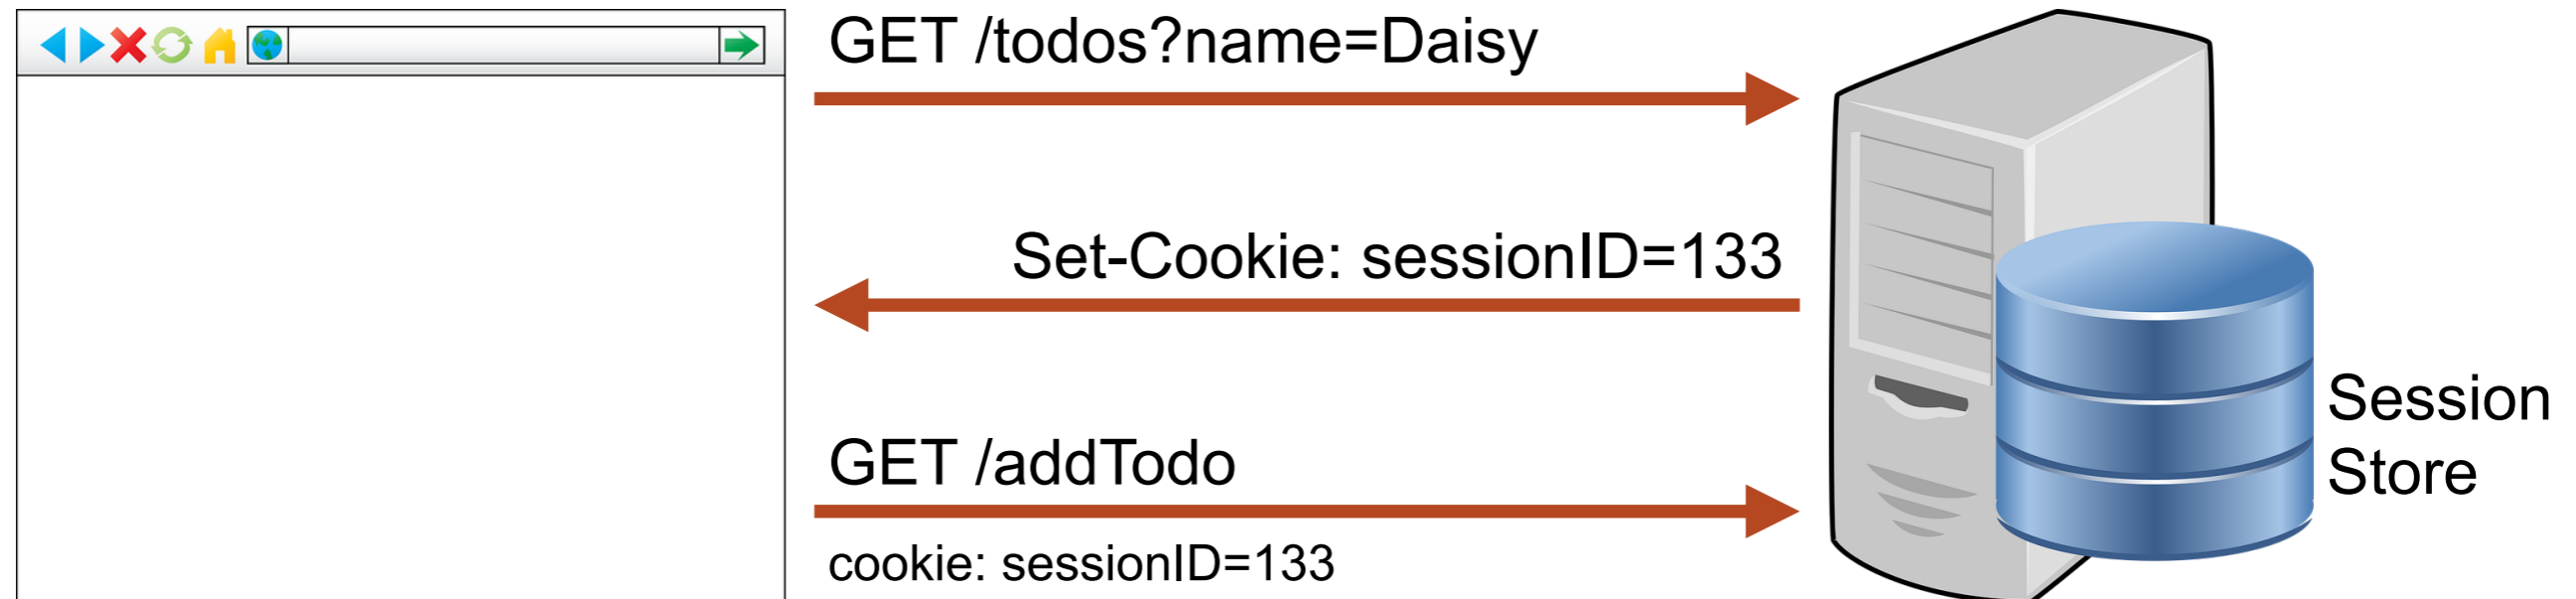 GET /todos?name=Daisy
Set-Cookie: sessionID=133
GET /addTodo
cookie: sessionID=133
Session
Store